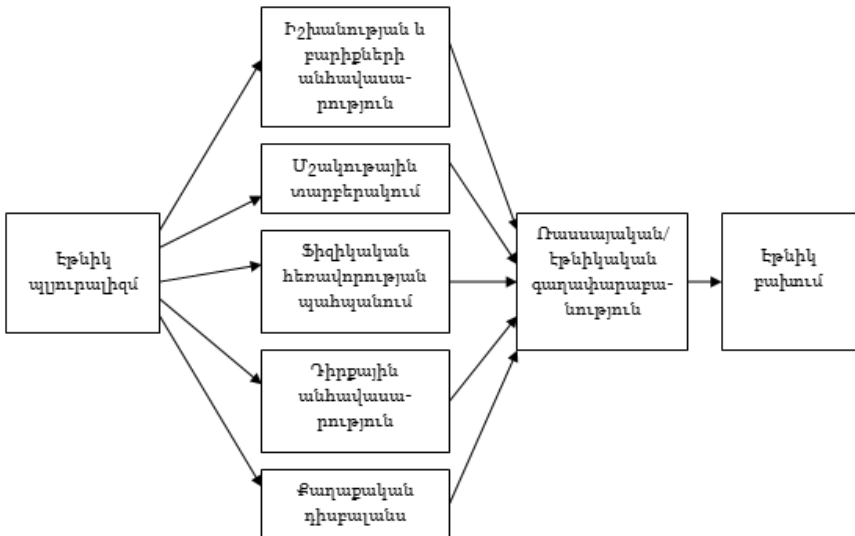 Էթնիկ
պլյուրալիզմ
Իշխանության և
բարիքների
անհավասա-
րություն
Մշակութային
տարբերակում
Ֆիզիկական
հեռավորության
պահպանում
Դիրքային
անհավասա-
րություն
Քաղաքական
դիսբալանս
Ռասսայական/
էթնիկական
գաղափարաբա-
նություն
Էթնիկ
բախում